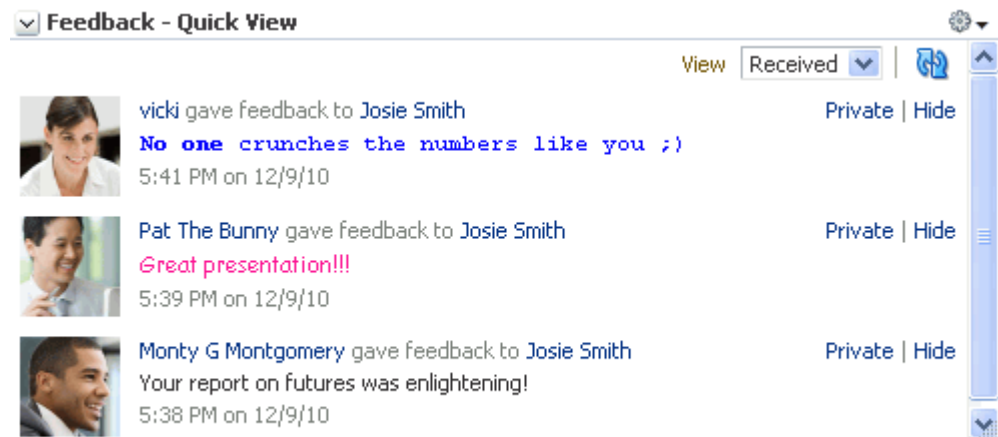 Feedback - Quick View
View Received
vicki gave feedback to Josie Smith Private | Hide
No one crunches the numbers like you ;)
5:41 PM on 12/9/10
Pat The Bunny gave feedback to Josie Smith Private | Hide
Great presentation!!!
5:39 PM on 12/9/10
Monty G Montgomery gave feedback to Josie Smith Private | Hide
Your report on futures was enlightening!
5:38 PM on 12/9/10